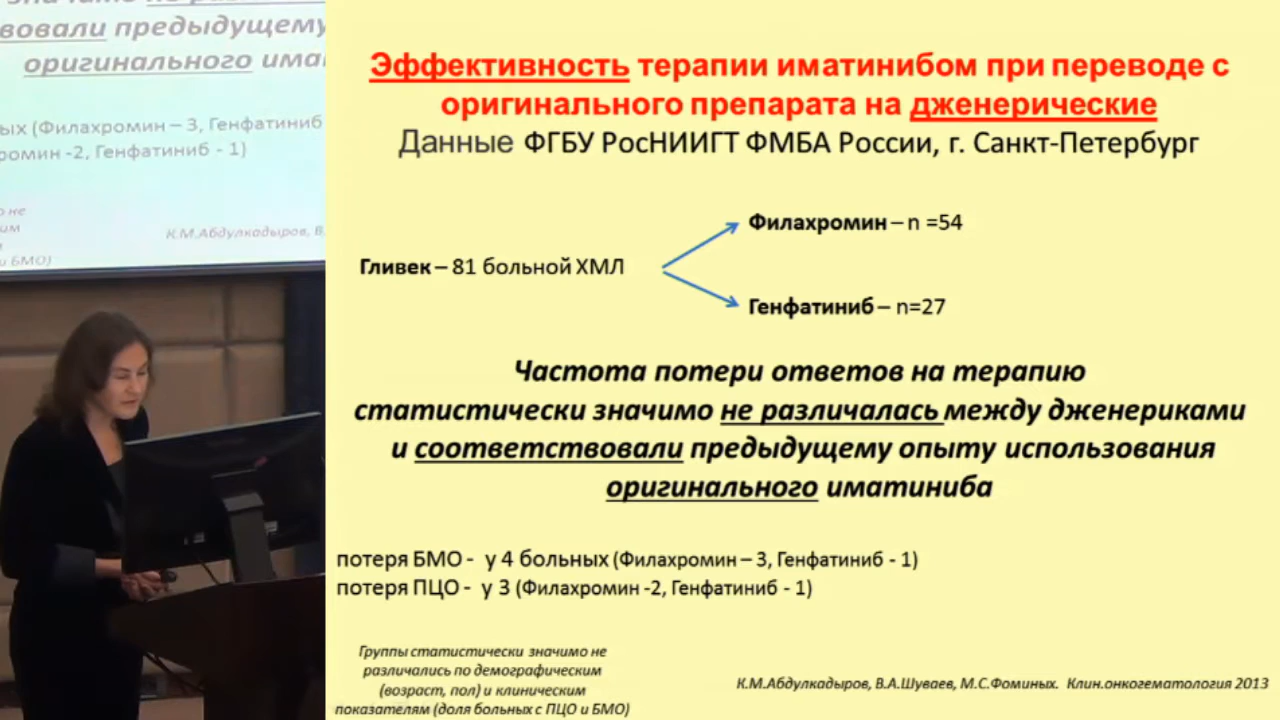 вовали предыдущему
оригинального
ых (Филахромин – 3, Генфатиниб
ромин -2, Генфатиниб - 1)
К.М.Абдулкадыров, В.
и БМО)
Эффективность терапии иматинибом при переводе с
оригинального препарата на дженерические
Данные ФГБУ РосНИИГТ ФМБА России, г. Санкт-Петербург
Филахромин – n =54
Гливек – 81 больной ХМЛ
Генфатиниб – n=27
Частота потери ответов на терапию
статистически значимо не различалась между дженериками
и соответствовали предыдущему опыту использования
оригинального иматиниба
потеря БМО - у 4 больных (Филахромин – 3, Генфатиниб - 1)
потеря ПЦО - у 3 (Филахромин -2, Генфатиниб - 1)
Группы статистически значимо не
различались по демографическим
(возраст, пол) и клиническим
показателям (доля больных с ПЦО и БМО)
К.М.Абдулкадыров, В.А.Шуваев, М.С.Фоминых. Клин.онкогематология 2013